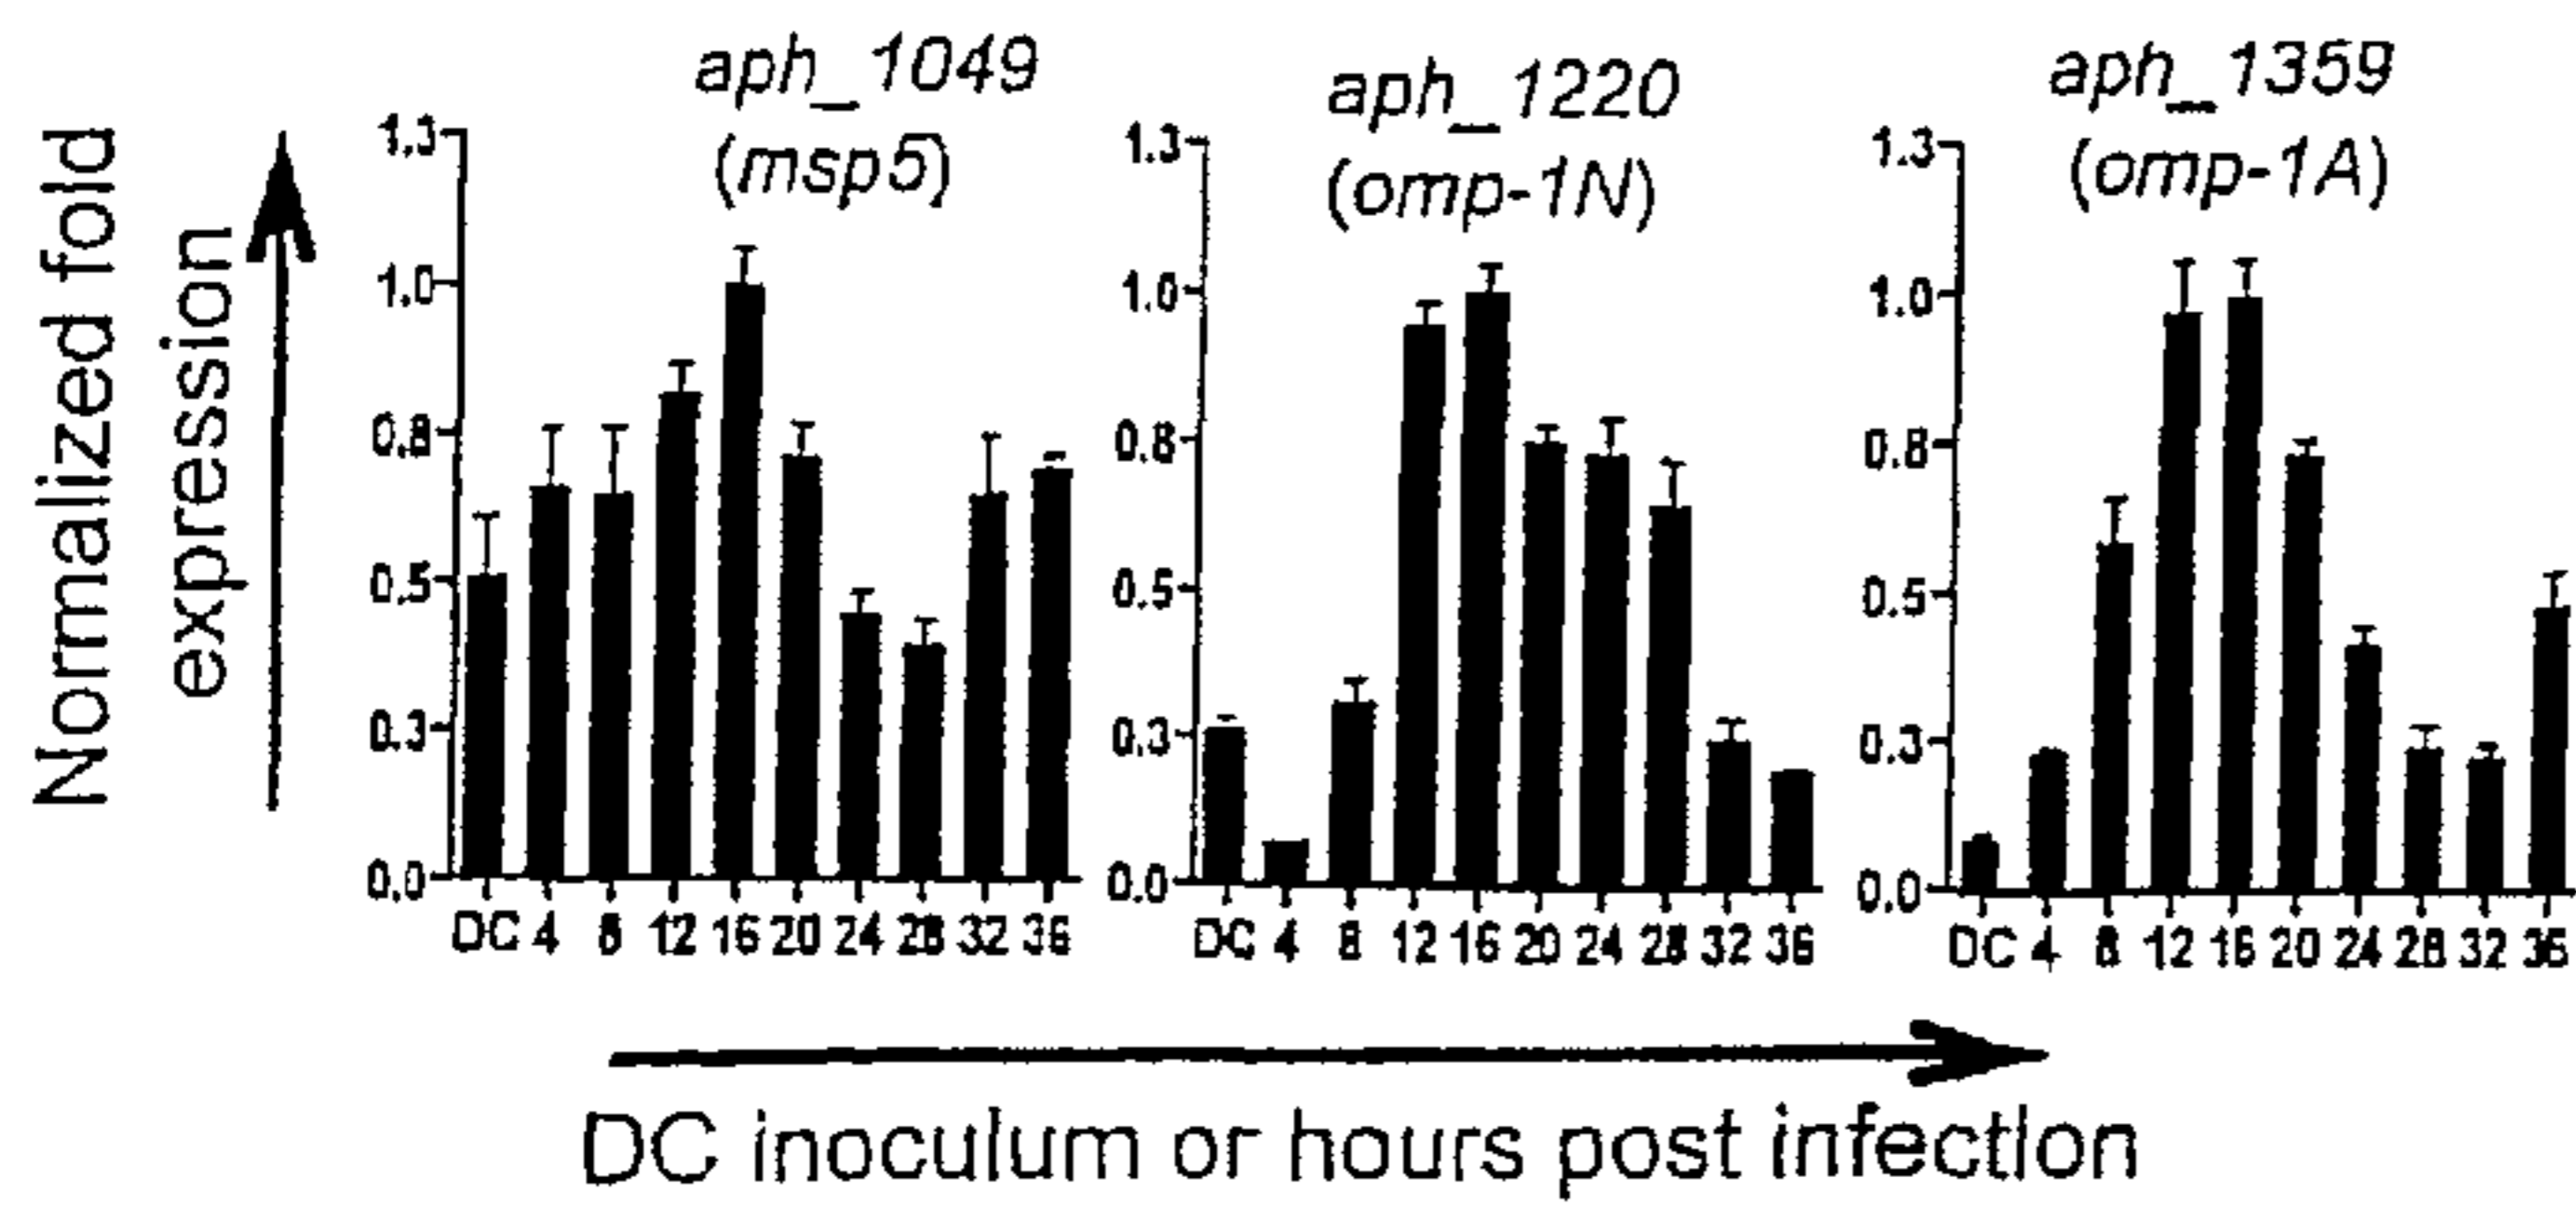 Normalized fold
expression
aph_1049
(msp5)
1.3
1.0
0.8
0.5
0.3
0.0
DC 4 8 12 16 20 24 28 32 36
aph_1220
(omp-1N)
1.3
1.0
0.8
0.5
0.3
0.0
DC 4 8 12 16 20 24 28 32 36
aph_1359
(omp-1A)
1.3
1.0
0.8
0.5
0.3
0.0
DC 4 8 12 16 20 24 28 32 36
DC inoculum or hours post infection